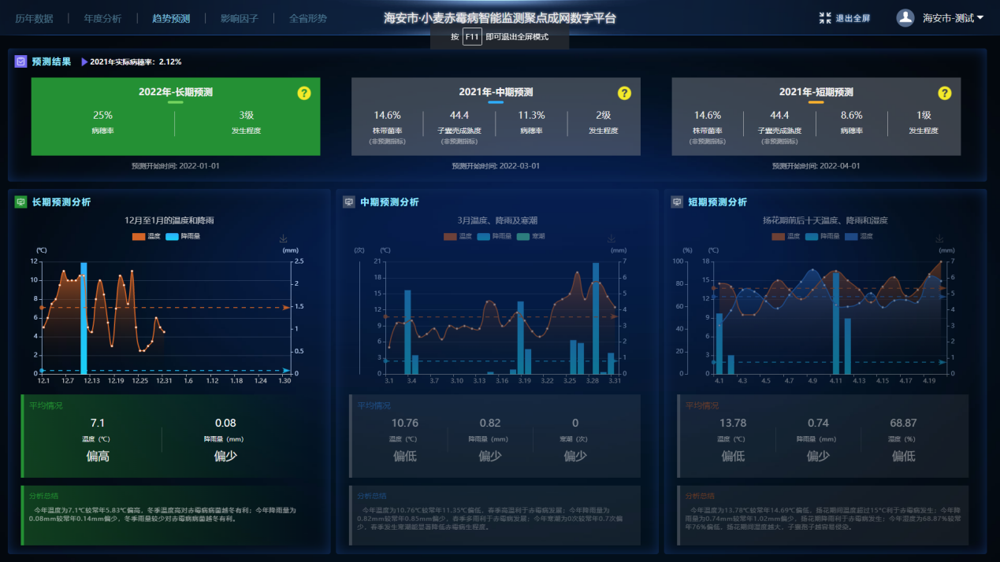 历年数据 年度分析 趋势预测 影响因子 全省形势
海安市·小麦赤霉病智能监测聚点成网数字平台
退出全屏 海安市-测试
按 F11 即可退出全屏模式
预测结果 2021年实际病穗率：2.12%
2022年-长期预测 ?
25% 3级
病穗率 发生程度
预测开始时间: 2022-01-01
2021年-中期预测 ?
14.6% 44.4 11.3% 2级
株带菌率 子囊壳成熟度 病穗率 发生程度
(非预测指标) (非预测指标)
预测开始时间: 2022-03-01
2021年-短期预测 ?
14.6% 44.4 8.6% 1级
株带菌率 子囊壳成熟度 病穗率 发生程度
(非预测指标) (非预测指标)
预测开始时间: 2022-04-01
长期预测分析
12月至1月的温度和降雨
温度 降雨量
(℃) (mm)
12 2.5
10 2
8 1.5
6
4 1
2 0.5
0 0
12.1 12.7 12.13 12.19 12.25 12.31 1.6 1.12 1.18 1.24 1.30
平均情况
7.1 0.08
温度（℃） 降雨量（mm）
偏高 偏少
分析总结
今年温度为7.1℃较常年5.83℃偏高，冬季温度高对赤霉病病菌越冬有利；今年降雨量为
0.08mm较常年0.14mm偏少，冬季雨量较少对赤霉病病菌越冬有利。
中期预测分析
3月温度、降雨及寒潮
温度 降雨量 寒潮
(次) (℃) (mm)
21 7
18 6
15 5
12 4
9 3
6 2
3 1
0 0
3.1 3.4 3.7 3.10 3.13 3.16 3.19 3.22 3.25 3.28 3.31
平均情况
10.76 0.82 0
温度（℃） 降雨量（mm） 寒潮（次）
偏低 偏少 偏少
分析总结
今年温度为10.76℃较常年11.35℃偏低，春季高温利于赤霉病发展；今年降雨量为
0.82mm较常年0.85mm偏少，春季多雨利于赤霉病发展；今年寒潮为0次较常年0.7次偏
少，春季发生寒潮能显著降低赤霉病生程度。
短期预测分析
扬花期前后十天温度、降雨和湿度
温度 降雨量 湿度
(%) (℃) (mm)
100 18 7
80 15 6
60 12 5
40 9 4
20 6 3
0 3 2
0 1
0
4.1 4.3 4.5 4.7 4.9 4.11 4.13 4.15 4.17 4.19
平均情况
13.78 0.74 68.87
温度（℃） 降雨量（mm） 湿度（%）
偏低 偏少 偏低
分析总结
今年温度为13.78℃较常年14.69℃偏低，扬花期间温度超过15℃利于赤霉病发生；今年降
雨量为0.74mm较常年1.02mm偏少，扬花期降雨利于赤霉病发生；今年湿度为68.87%较常
年76%偏低，扬花期间湿度越大，子囊孢子越容易侵染。